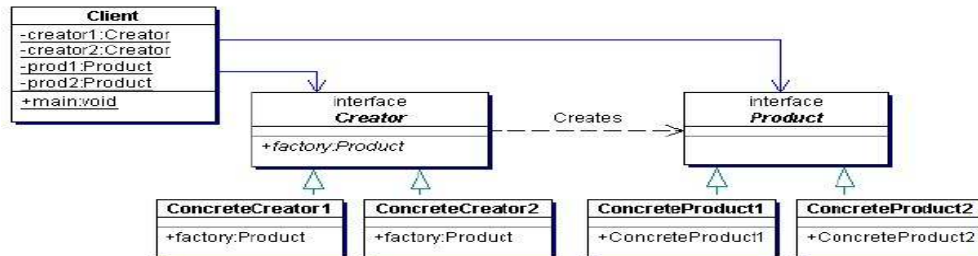 Client
-creator1:Creator
-creator2:Creator
-prod1:Product
-prod2:Product
+main:void
interface
Creator
+factory:Product
Creates
interface
Product
ConcreteCreator1
+factory:Product
ConcreteCreator2
+factory:Product
ConcreteProduct1
+ConcreteProduct1
ConcreteProduct2
+ConcreteProduct2